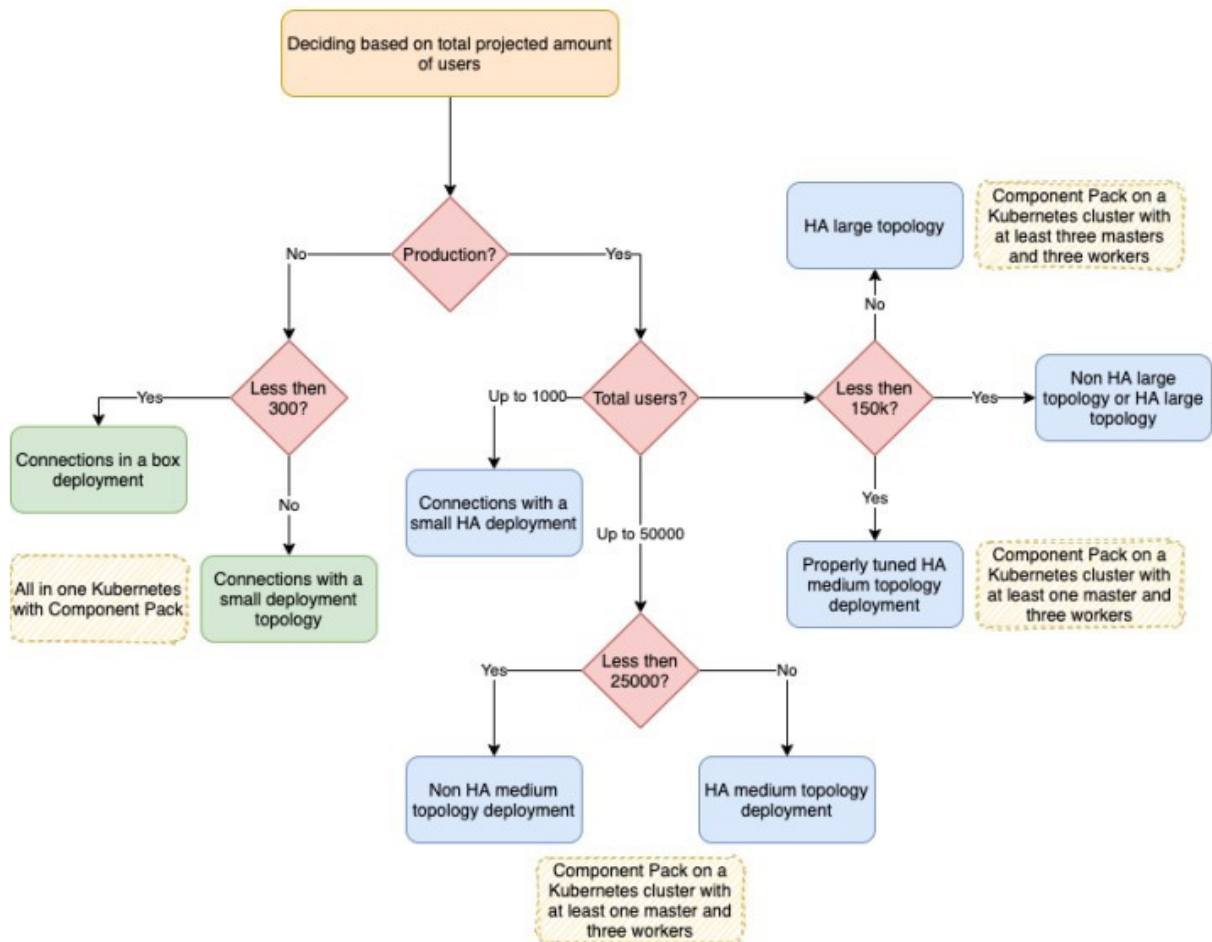 Deciding based on total projected amount
of users
Production?
No
Yes
HA large topology
Component Pack on a
Kubernetes cluster with
at least three masters
and three workers
No
Less then
300?
Yes
No
Connections in a box
deployment
All in one Kubernetes
with Component Pack
Connections with a
small deployment
topology
Total users?
Up to 1000
Connections with a
small HA deployment
Up to 50000
Less then
150k?
Yes
Non HA large
topology or HA large
topology
Yes
Properly tuned HA
medium topology
deployment
Component Pack on a
Kubernetes cluster with
at least one master and
three workers
Less then
25000?
Yes
No
Non HA medium
topology deployment
HA medium topology
deployment
Component Pack on a
Kubernetes cluster with
at least one master and
three workers